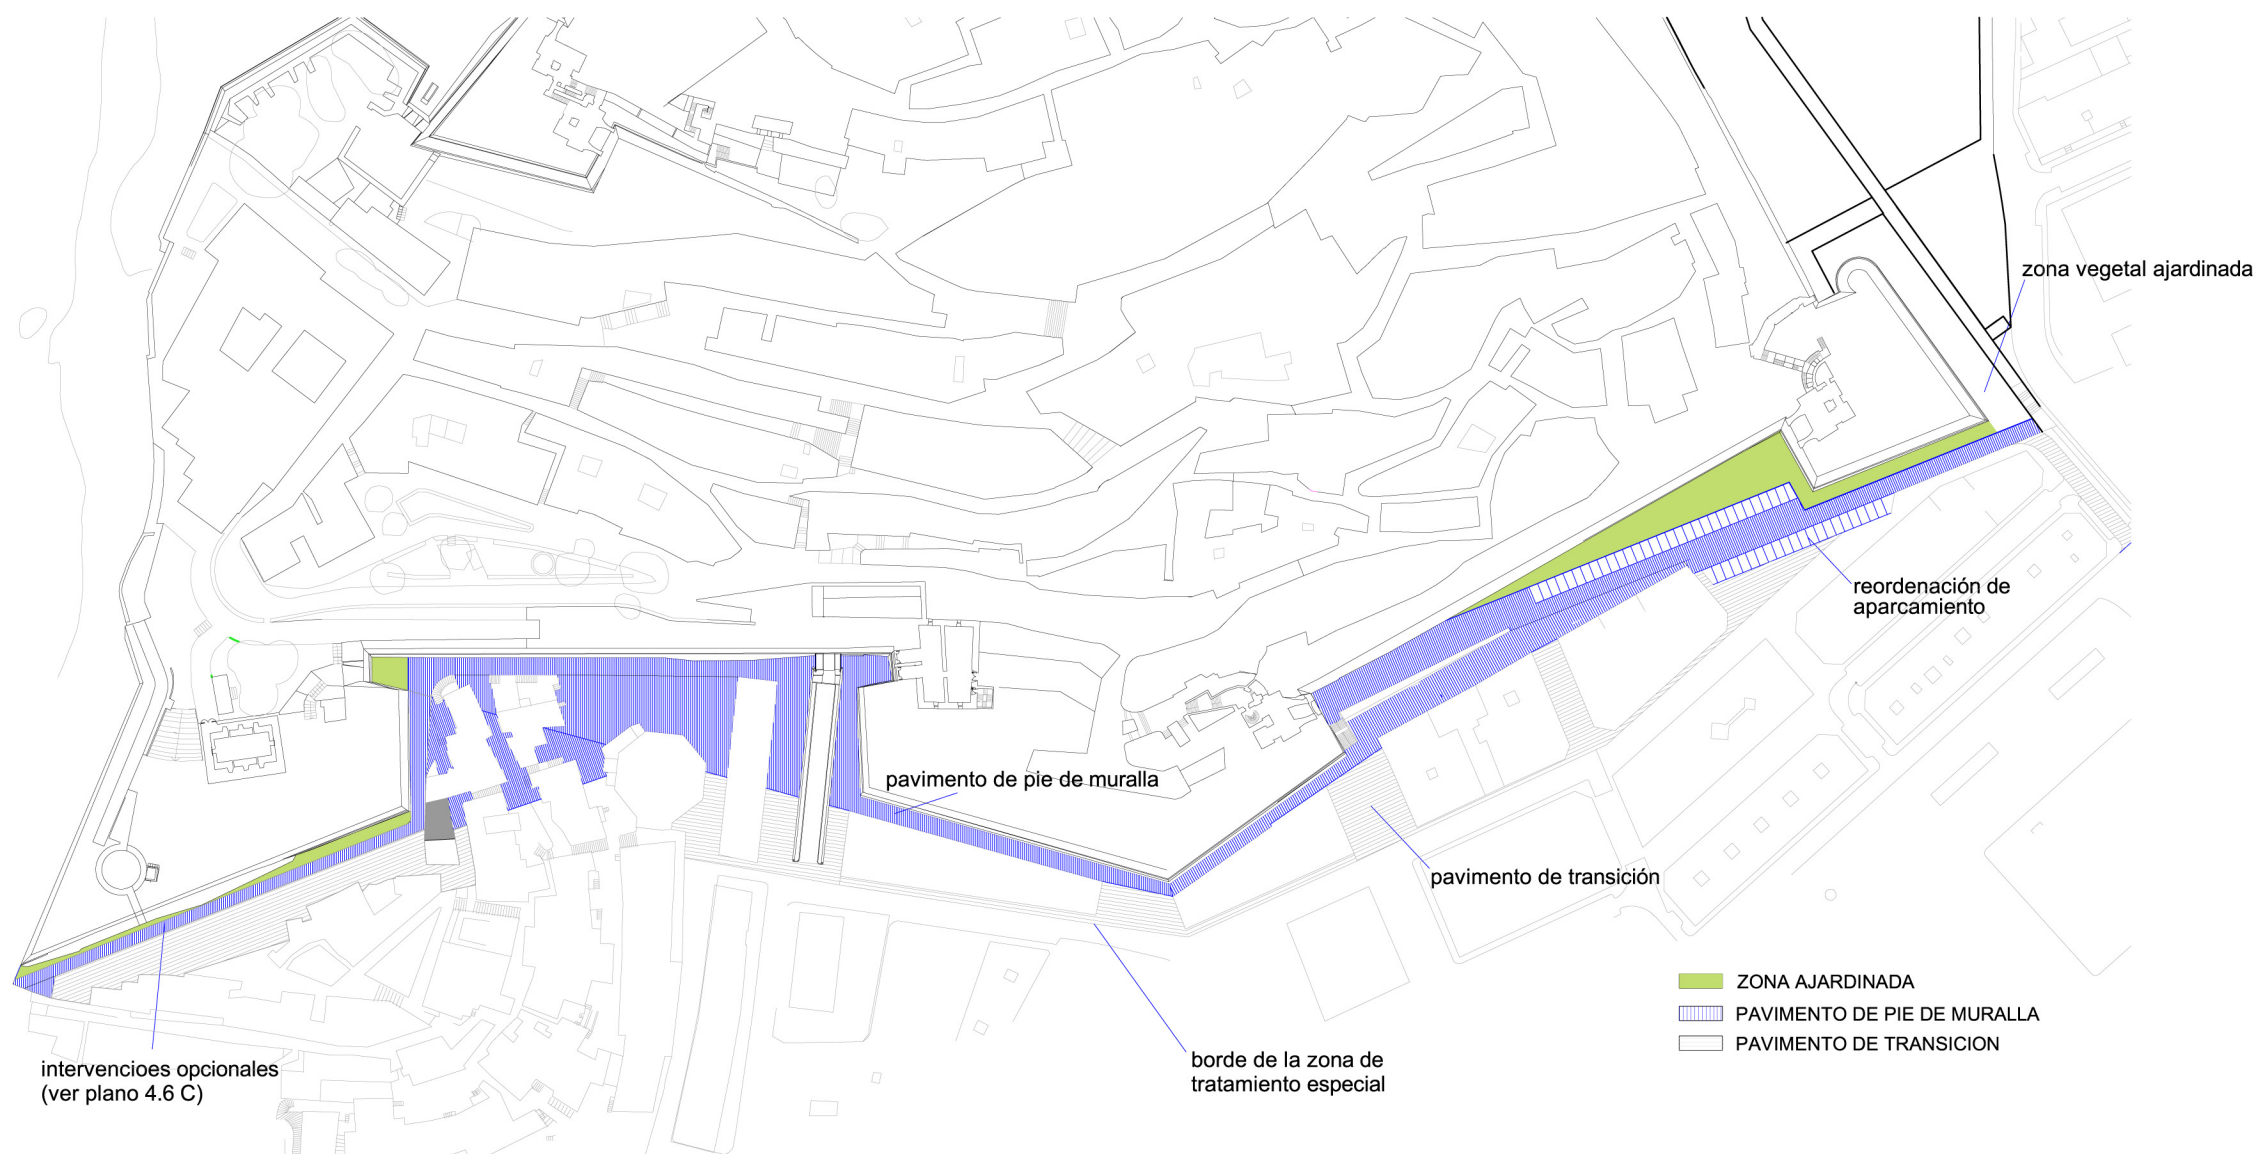 zona vegetal ajardinada
reordenación de
aparcamiento
pavimento de pie de muralla
pavimento de transición
ZONA AJARDINADA
PAVIMENTO DE PIE DE MURALLA
PAVIMENTO DE TRANSICION
borde de la zona de
tratamiento especial
intervencioes opcionales
(ver plano 4.6 C)